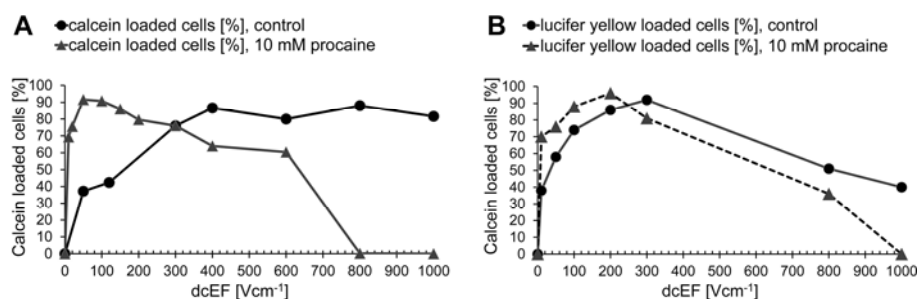 A
calcein loaded cells [%], control
calcein loaded cells [%], 10 mM procaine
Calcein loaded cells [%]
100
90
80
70
60
50
40
30
20
10
0
0 100 200 300 400 500 600 700 800 900 1000
dcEF [Vcm⁻¹]
B
lucifer yellow loaded cells [%], control
lucifer yellow loaded cells [%], 10 mM procaine
Calcein loaded cells [%]
100
90
80
70
60
50
40
30
20
10
0
0 100 200 300 400 500 600 700 800 900 1000
dcEF [Vcm⁻¹]